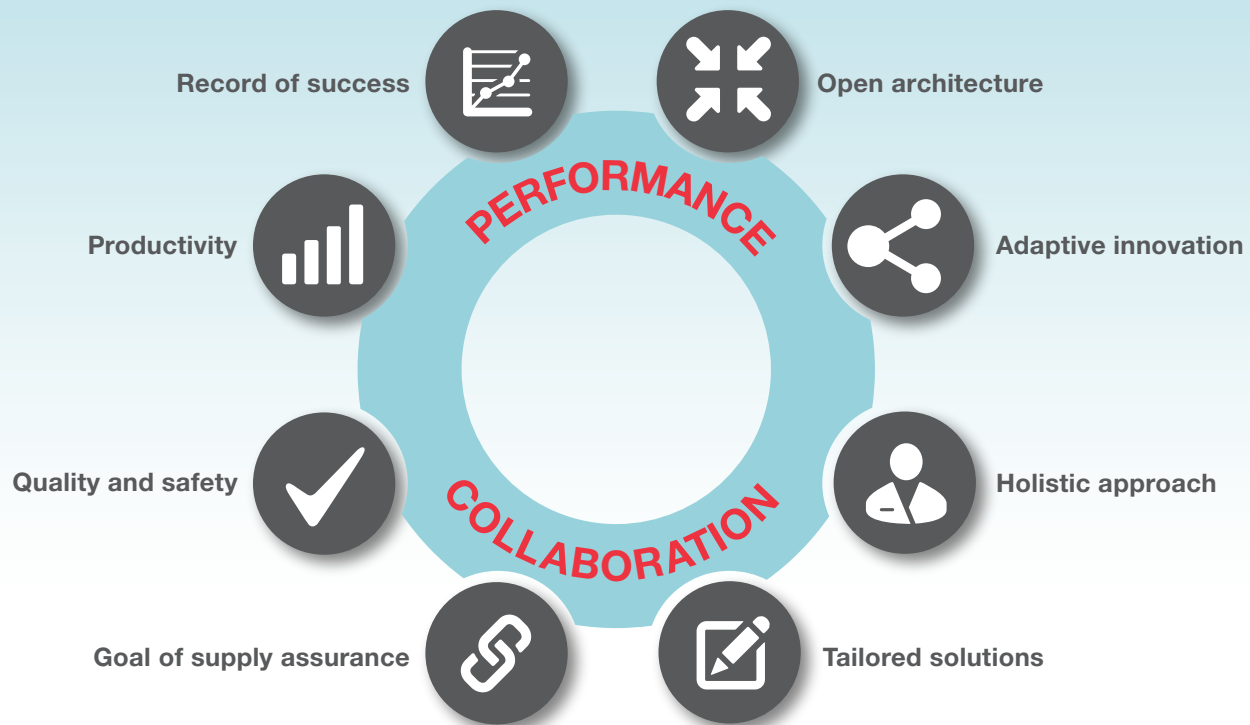 Record of success
Open architecture
PERFORMANCE
Productivity
Adaptive innovation
Quality and safety
Holistic approach
COLLABORATION
Goal of supply assurance
Tailored solutions